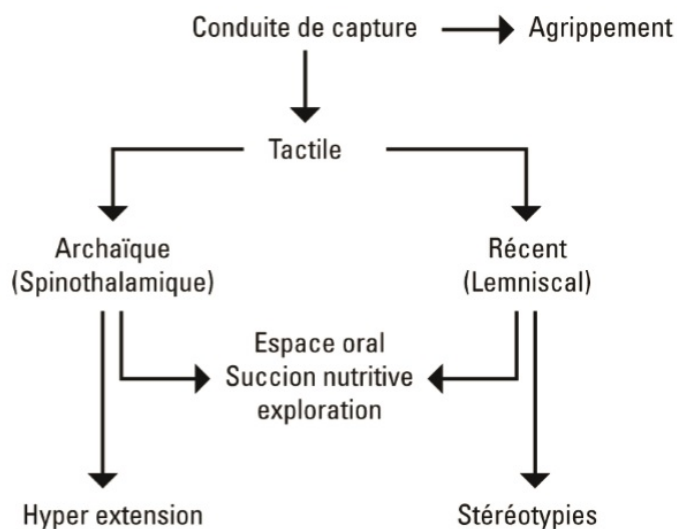 Conduite de capture
Agrippement
Tactile
Archaïque
(Spinothalamique)
Récent
(Lemniscal)
Espace oral
Succion nutritive
exploration
Hyper extension
Stéréotypies